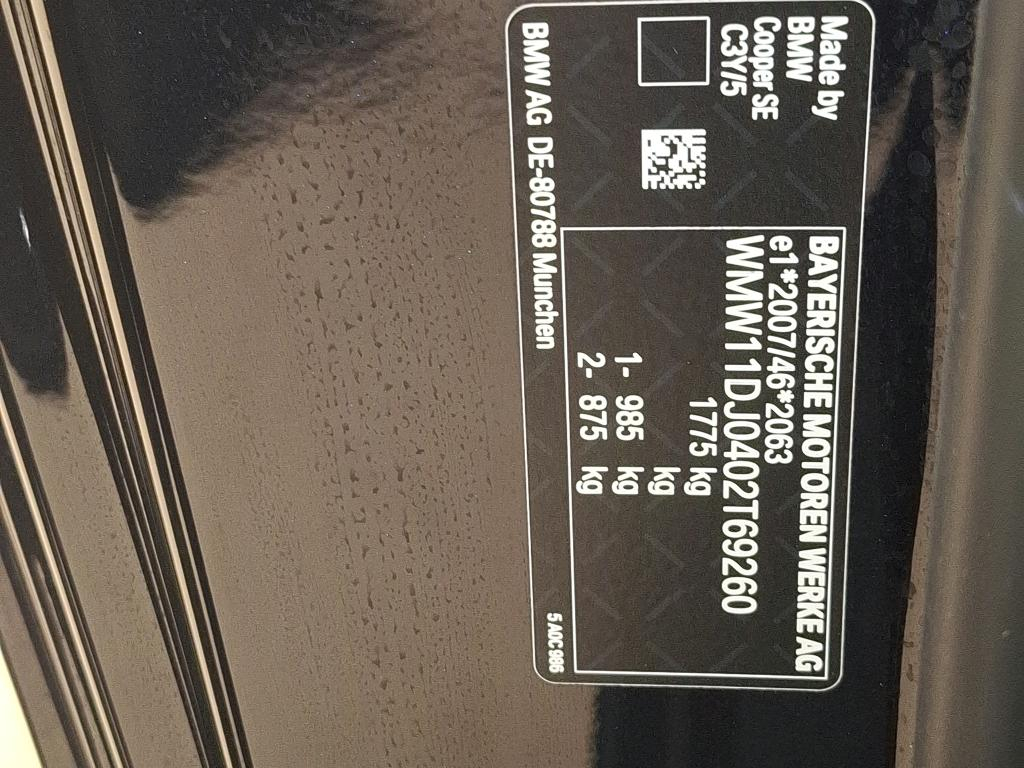 Made by
BMW
Cooper SE
C3Y/5
BAYERISCHE MOTOREN WERKE AG
e1*2007/46*2063
WMW11DJ0402T69260
1775 kg
kg
1- 985 kg
2- 875 kg
BMW AG DE-80788 Munchen
5 A0C 986